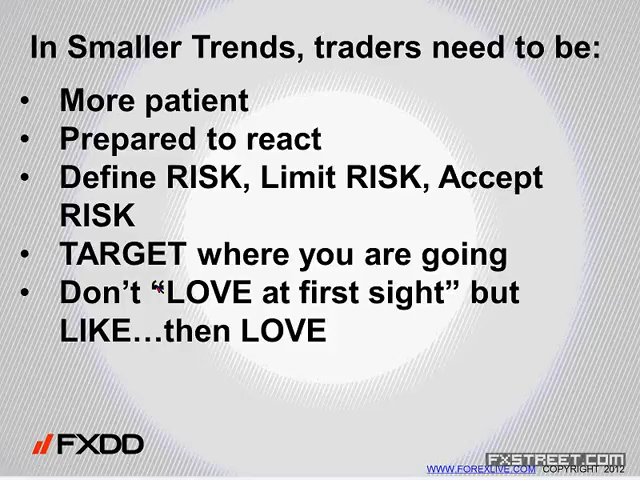 In Smaller Trends, traders need to be:
• More patient
• Prepared to react
• Define RISK, Limit RISK, Accept
RISK
• TARGET where you are going
• Don’t “LOVE at first sight” but
LIKE…then LOVE
FXDD
FXSTREET.COM
WWW.FOREXLIVE.COM COPYRIGHT 2012